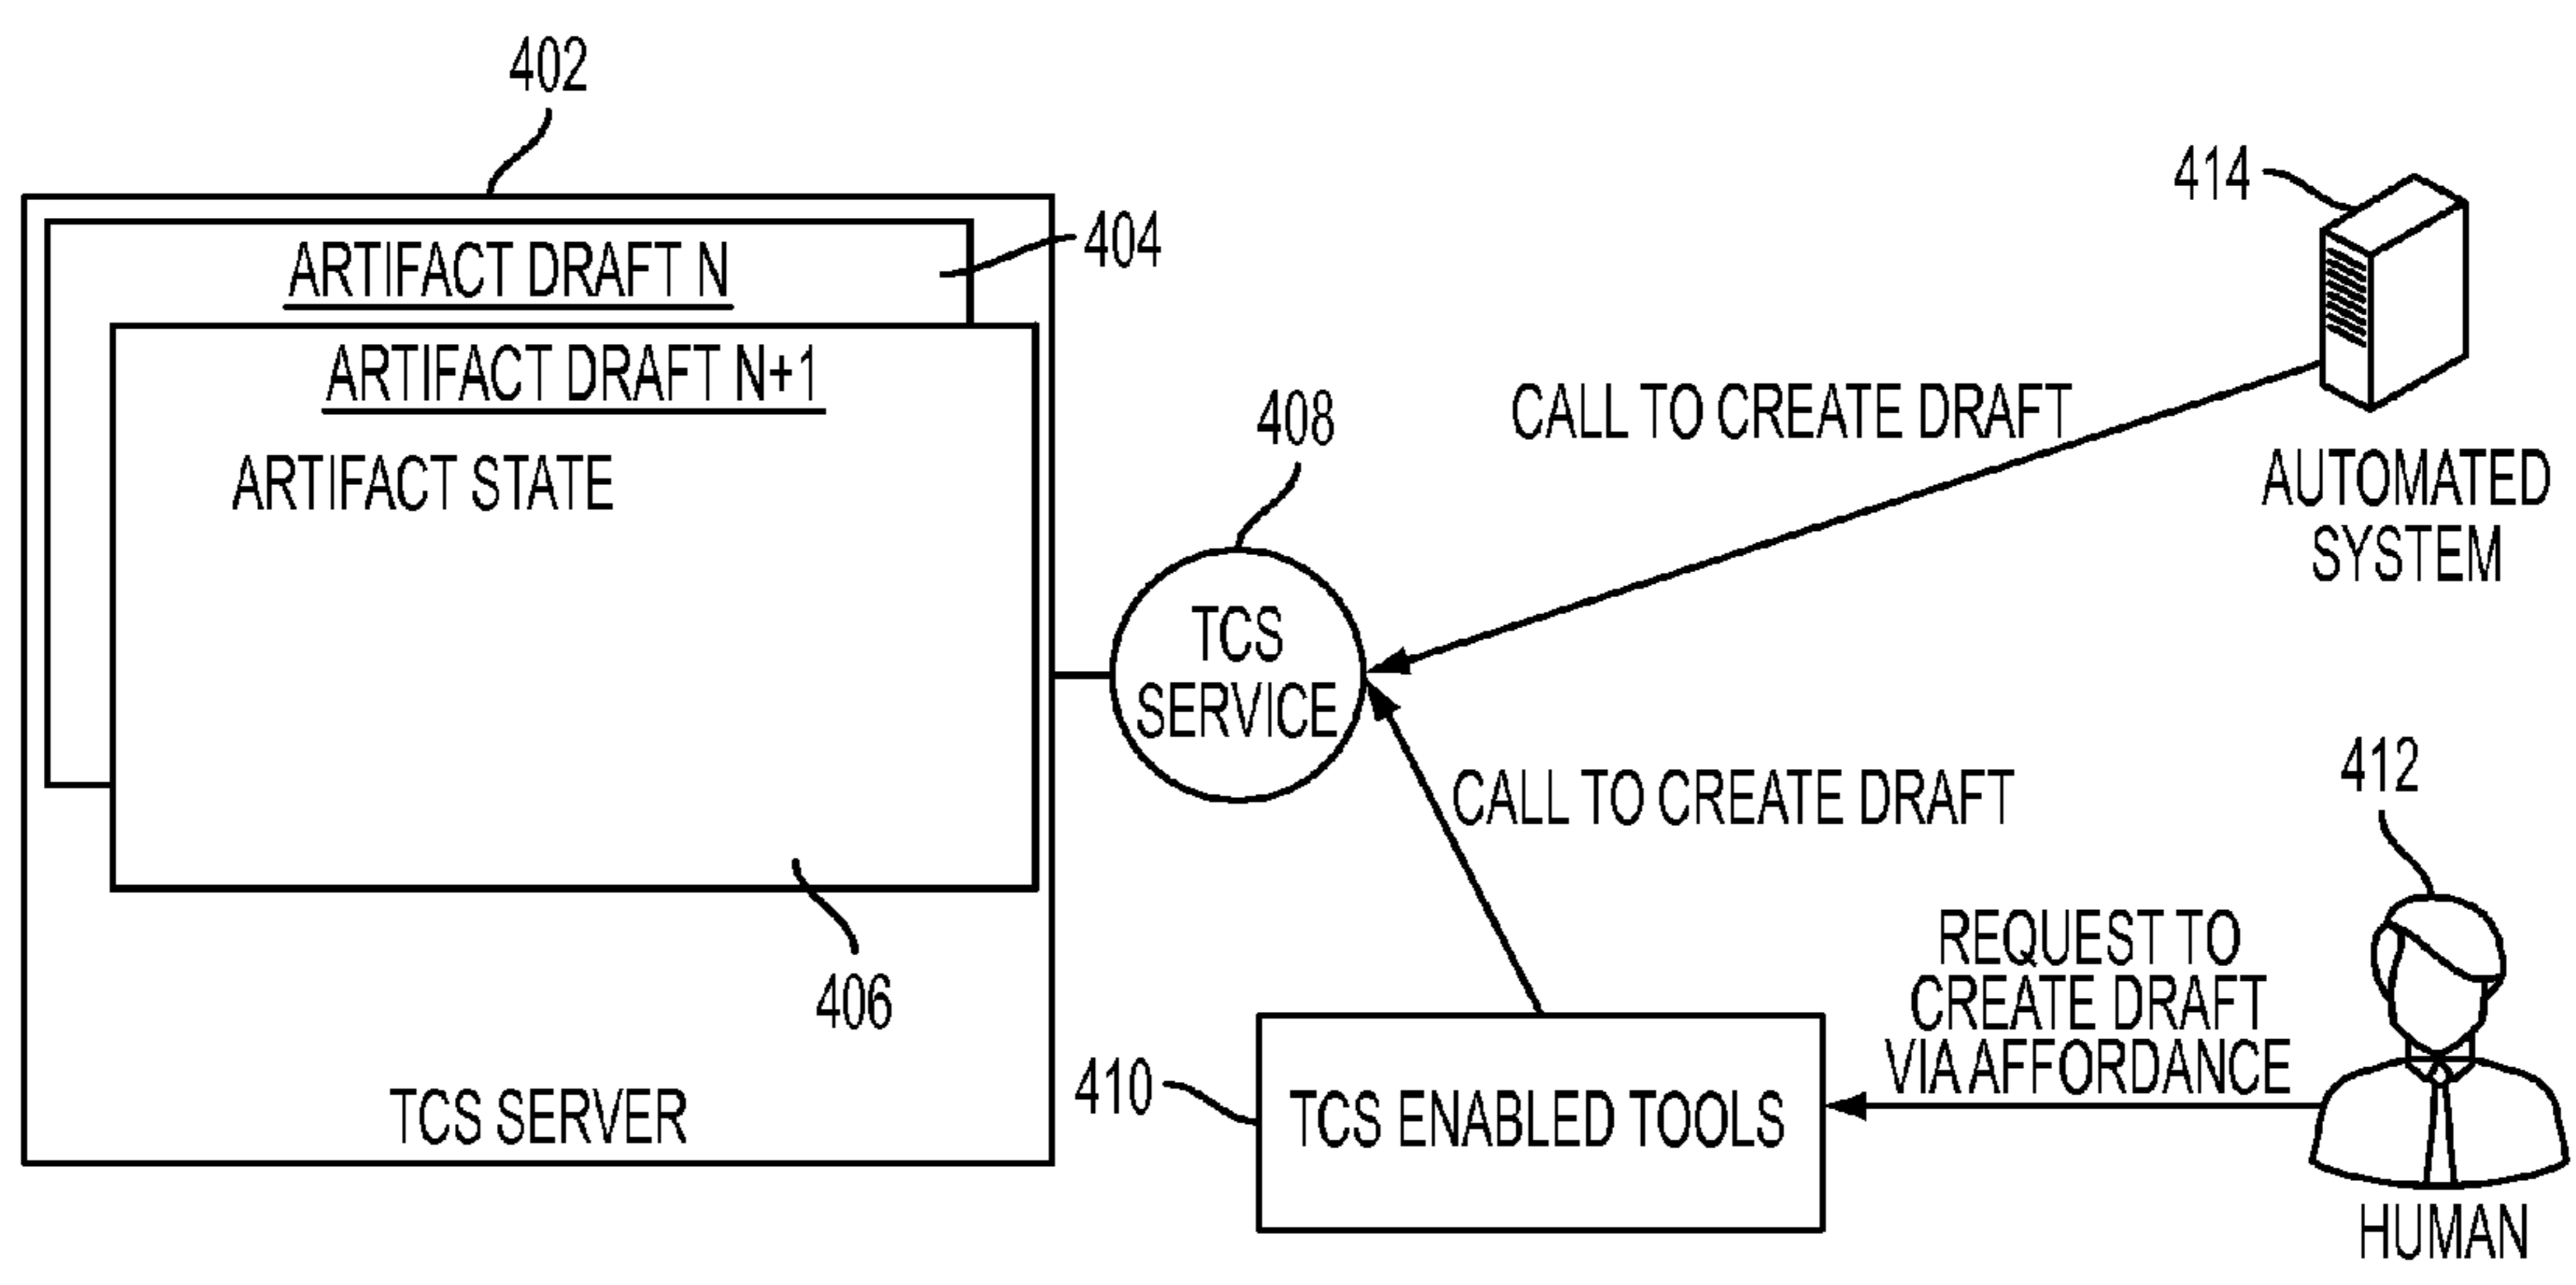 402
414
ARTIFACT DRAFT N
404
ARTIFACT DRAFT N+1
408
CALL TO CREATE DRAFT
ARTIFACT STATE
AUTOMATED
SYSTEM
TCS
SERVICE
412
CALL TO CREATE DRAFT
406
REQUEST TO
CREATE DRAFT
VIA AFFORDANCE
410
TCS ENABLED TOOLS
TCS SERVER
HUMAN